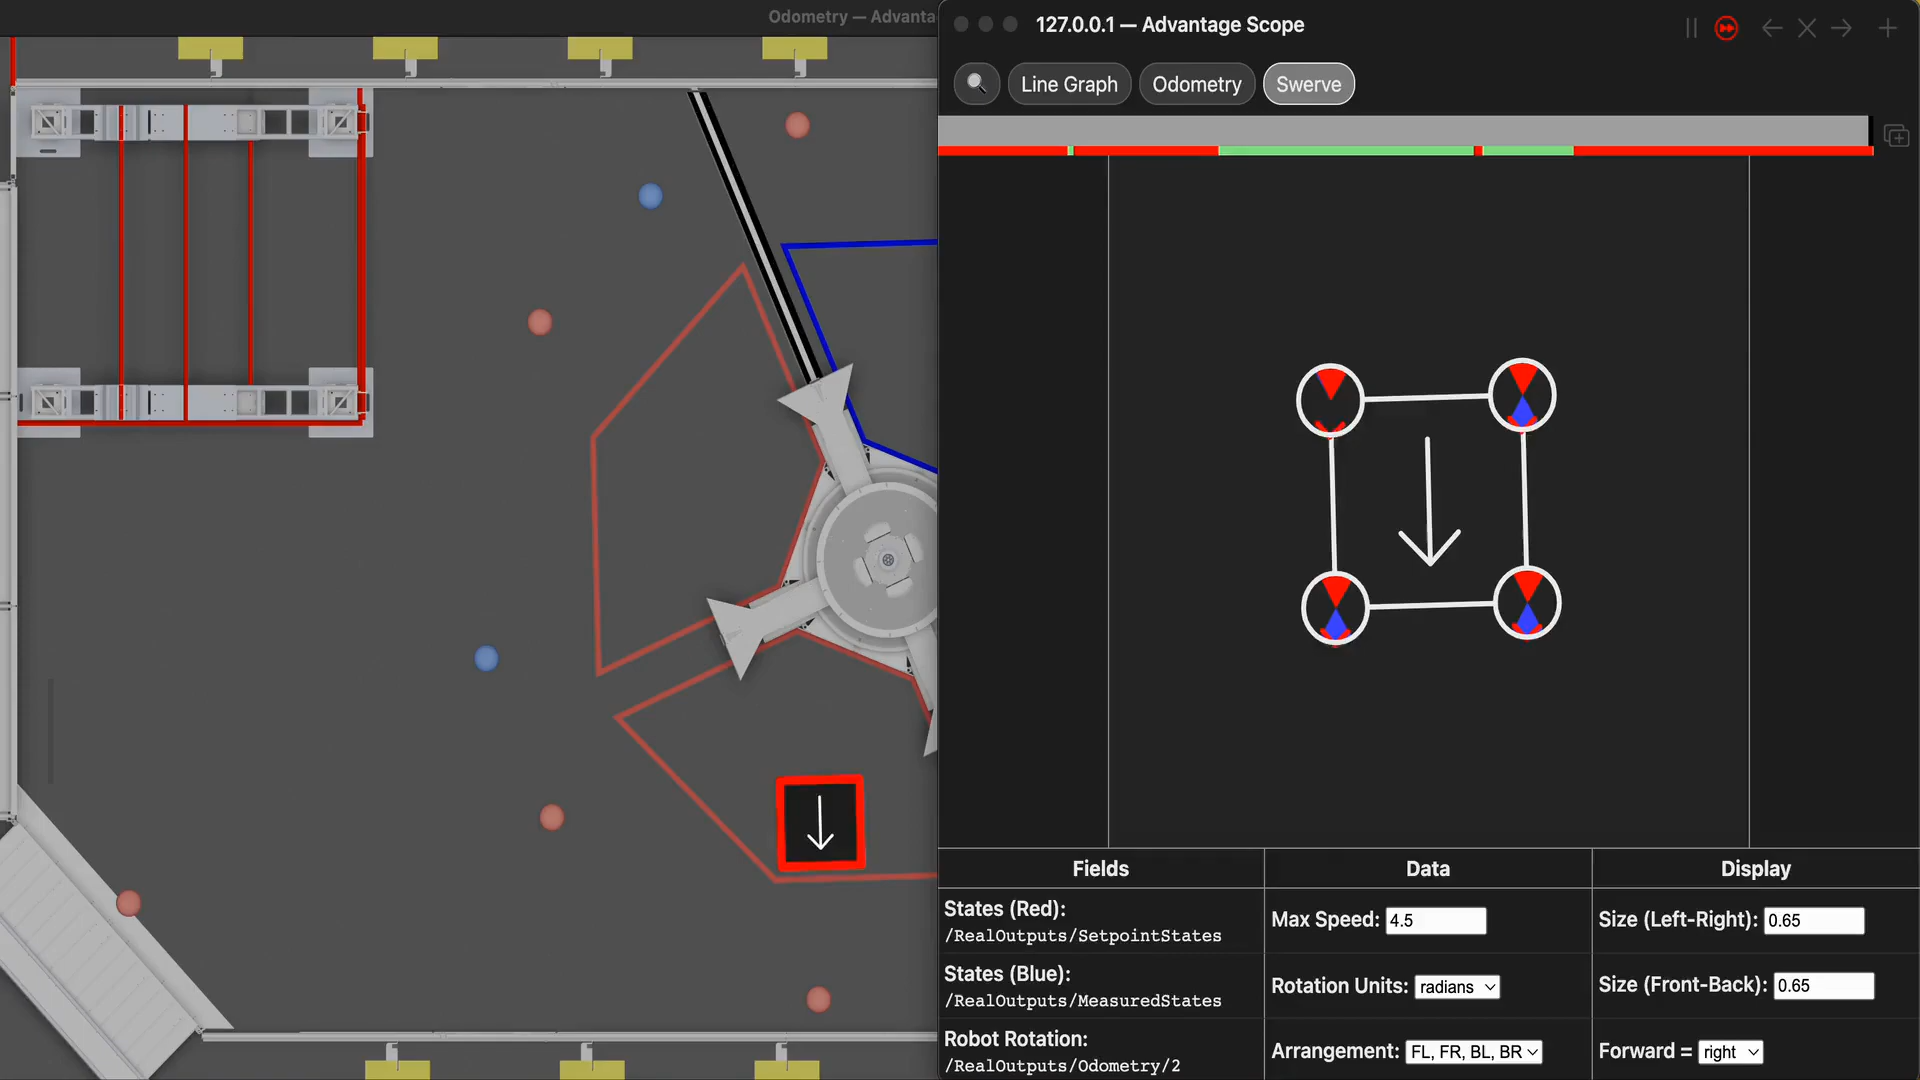 Odometry — Advanta
127.0.0.1 — Advantage Scope
Line Graph
Odometry
Swerve
Fields
Data
Display
States (Red):
/RealOutputs/SetpointStates
Max Speed: 4.5
Size (Left-Right): 0.65
States (Blue):
/RealOutputs/MeasuredStates
Rotation Units: radians
Size (Front-Back): 0.65
Robot Rotation:
/RealOutputs/Odometry/2
Arrangement: FL, FR, BL, BR
Forward = right